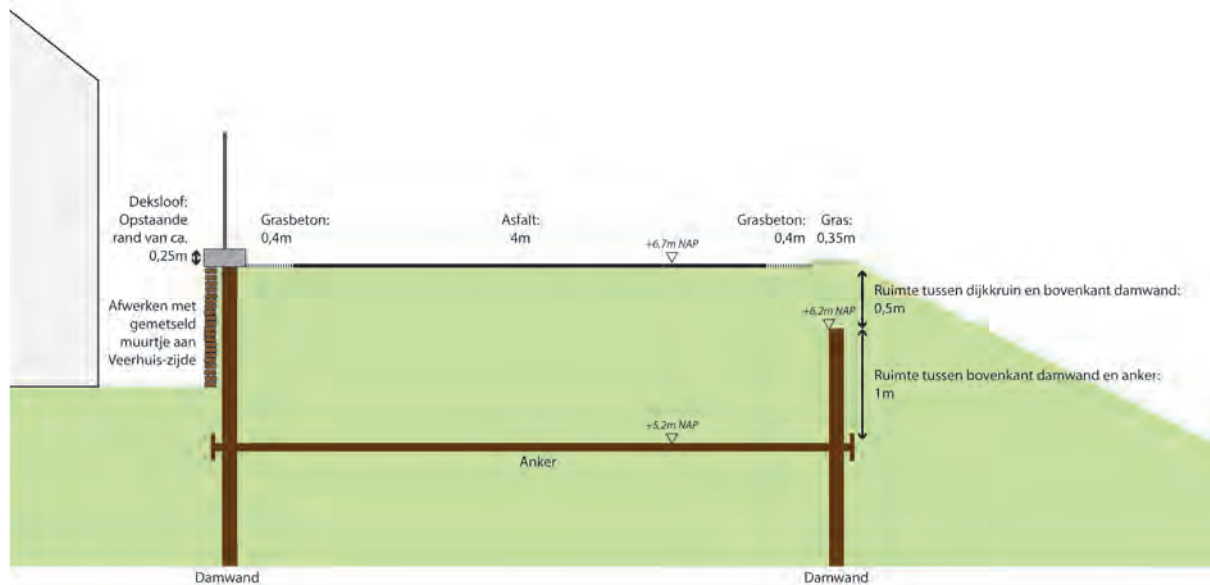 Deksloof:
Opstaande
rand van ca.
0,25m
Grasbeton:
0,4m
Asfalt:
4m
+6,7m NAP
Grasbeton:
0,4m
Gras:
0,35m
Afwerken met
gemetseld
muurtje aan
Veerhuis-zijde
Ruimte tussen dijkkruin en bovenkant damwand:
0,5m
+6,2m NAP
Ruimte tussen bovenkant damwand en anker:
1m
+5,2m NAP
Anker
Damwand
Damwand